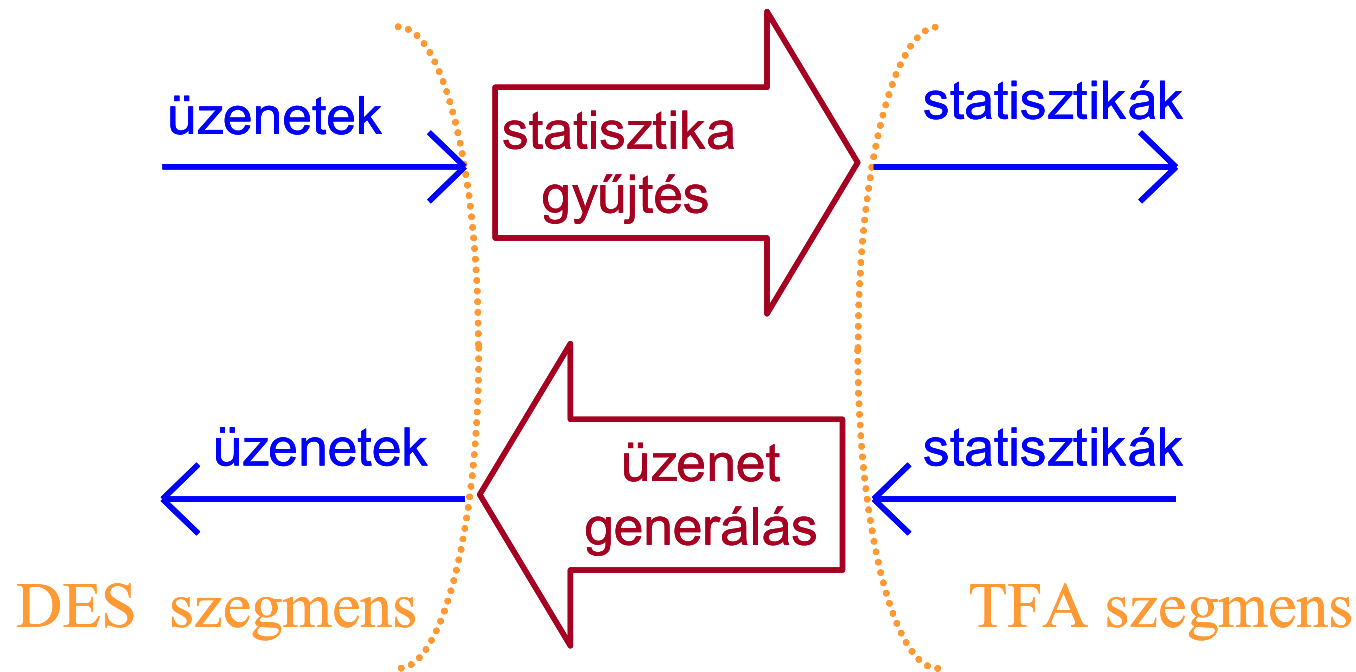 üzenetek
statisztika
gyűjtés
statisztikák
üzenetek
üzenet
generálás
statisztikák
DES szegmens
TFA szegmens